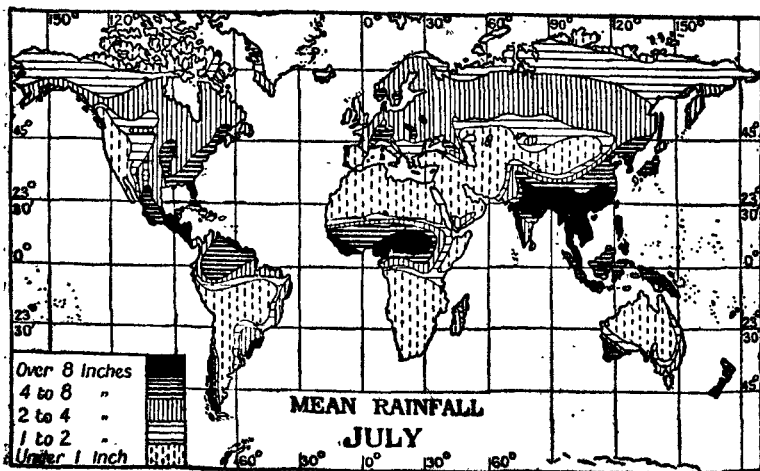 150° 120° 0° 30° 60° 90° 120° 150°
45° 45°
23° 30' 23° 30'
0° 0°
23° 30' 23° 30'
45°
Over 8 Inches
4 to 8 "
2 to 4 "
1 to 2 "
Under 1 inch
MEAN RAINFALL
JULY
60° 30° 0° 30° 60°